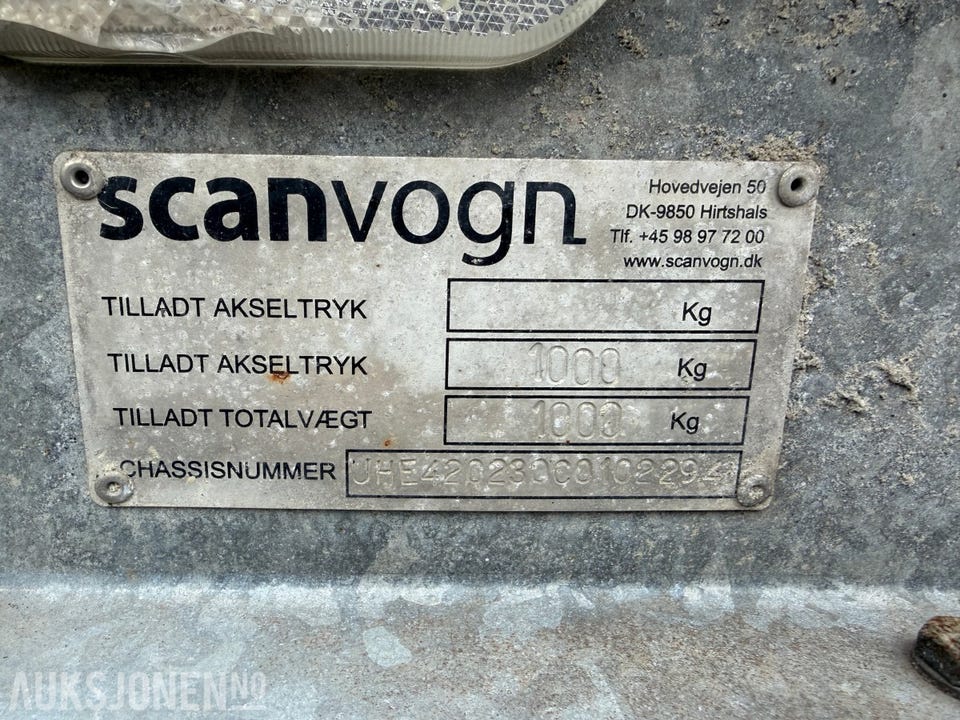 scanvogn
Hovedvejen 50
DK-9850 Hirtshals
Tlf. +45 98 97 72 00
www.scanvogn.dk
TILLADT AKSELTRYK Kg
TILLADT AKSELTRYK 1000 Kg
TILLADT TOTALVÆGT 1000 Kg
CHASSISNUMMER UHE420230C0102294
AUKSJONEN NO